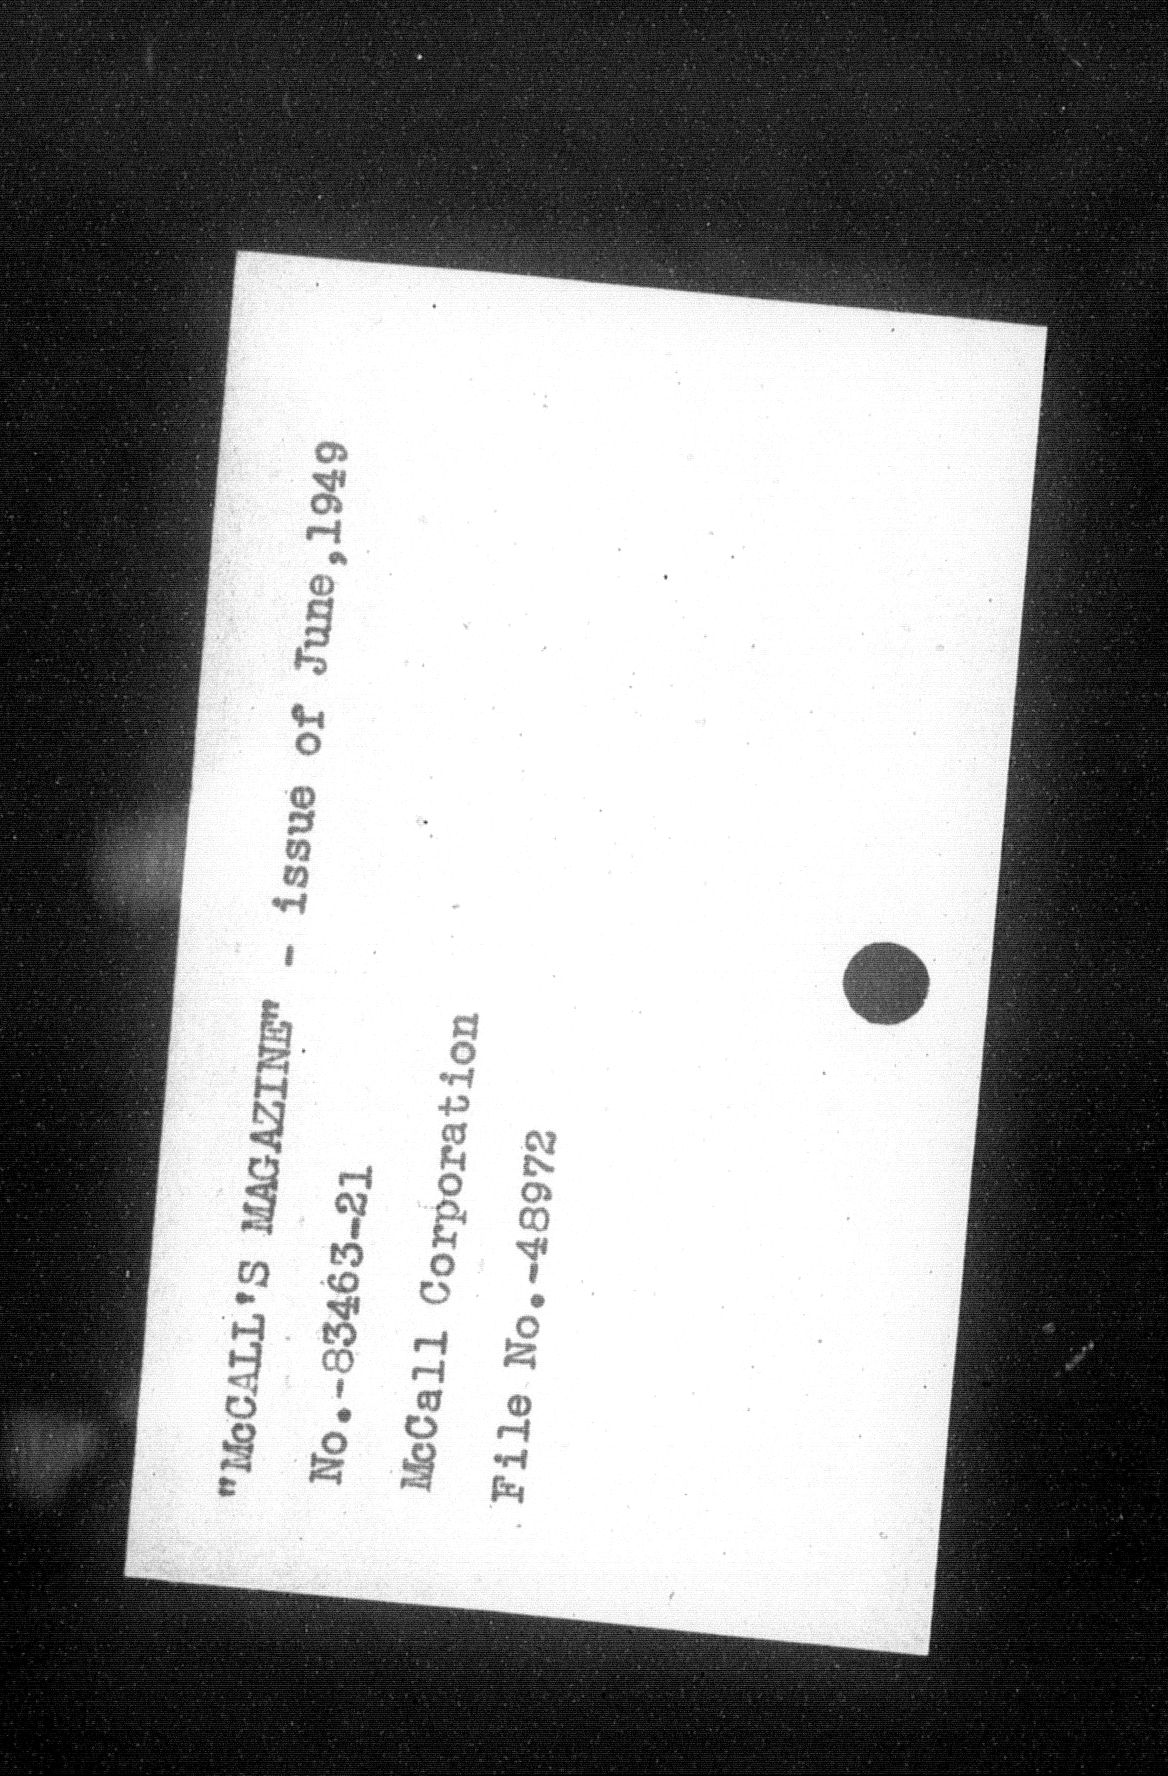 "McCALL'S MAGAZINE" - issue of June,1949
No.-83463-21
McCall Corporation
File No.-48972